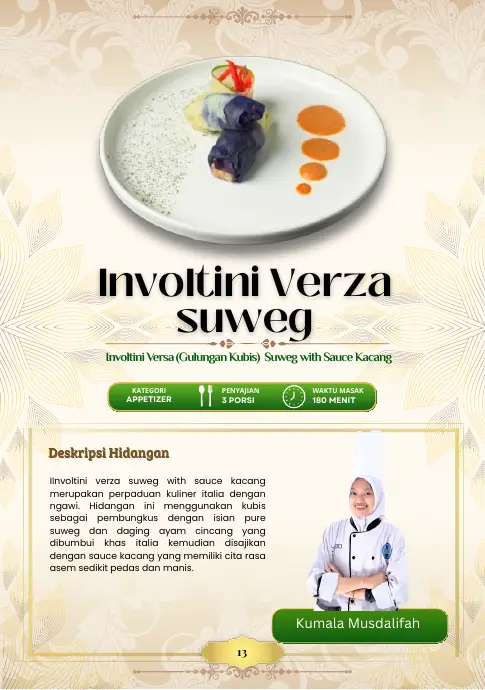 Involtini Verza
suweg
Involtini Versa (Gulungan Kubis) Suweg with Sauce Kacang
KATEGORI
APPETIZER
PENYAJIAN
3 PORSI
WAKTU MASAK
180 MENIT
Deskripsi Hidangan
IInvoltini verza suweg with sauce kacang
merupakan perpaduan kuliner italia dengan
ngawi. Hidangan ini menggunakan kubis
sebagai pembungkus dengan isian pure
suweg dan daging ayam cincang yang
dibumbui khas italia kemudian disajikan
dengan sauce kacang yang memiliki cita rasa
asem sedikit pedas dan manis.
Kumala Musdalifah
13